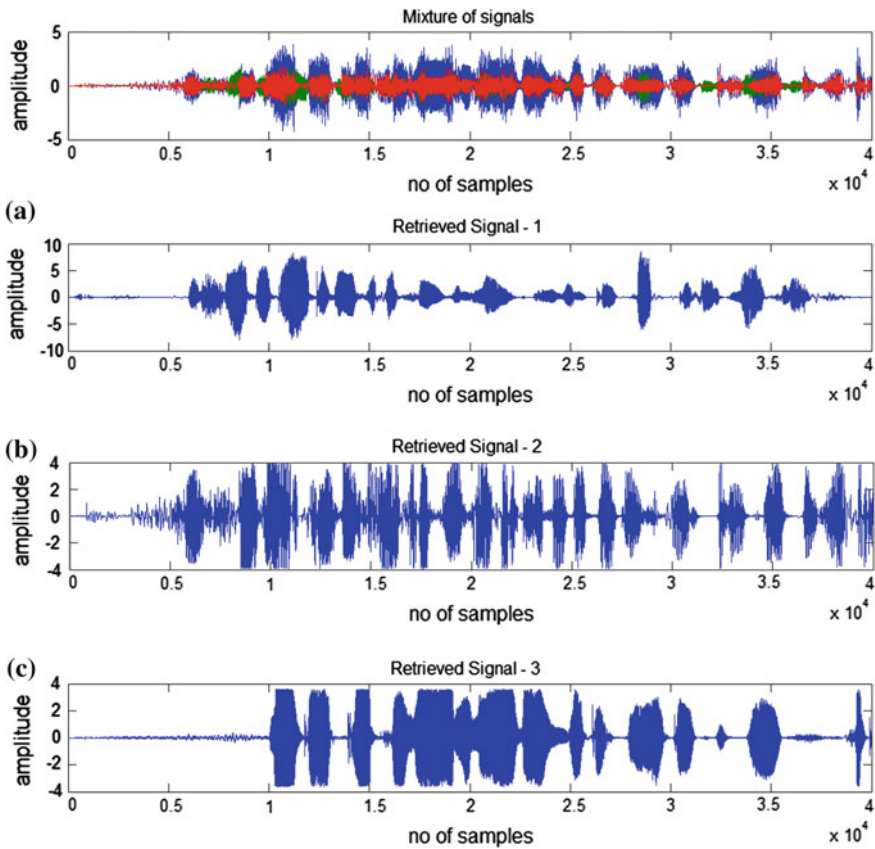 Mixture of signals
5
0
-5
amplitude
0 0.5 1 1.5 2 2.5 3 3.5 4
no of samples
x 10^4
(a)
Retrieved Signal - 1
10
5
0
-5
-10
amplitude
0 0.5 1 1.5 2 2.5 3 3.5 4
no of samples
x 10^4
(b)
Retrieved Signal - 2
4
2
0
-2
-4
amplitude
0 0.5 1 1.5 2 2.5 3 3.5 4
no of samples
x 10^4
(c)
Retrieved Signal - 3
4
2
0
-2
-4
amplitude
0 0.5 1 1.5 2 2.5 3 3.5 4
no of samples
x 10^4